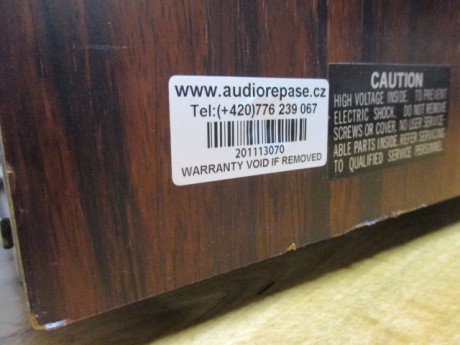 www.audiorepase.cz
Tel:(+420)776 239 067
201113070
WARRANTY VOID IF REMOVED
CAUTION
HIGH VOLTAGE INSIDE. TO PREVENT
ELECTRIC SHOCK. DO NOT REMOVE
SCREWS OR COVER. NO USER SERVICE-
ABLE PARTS INSIDE. REFER SERVICING
TO QUALIFIED SERVICE PERSONNEL.